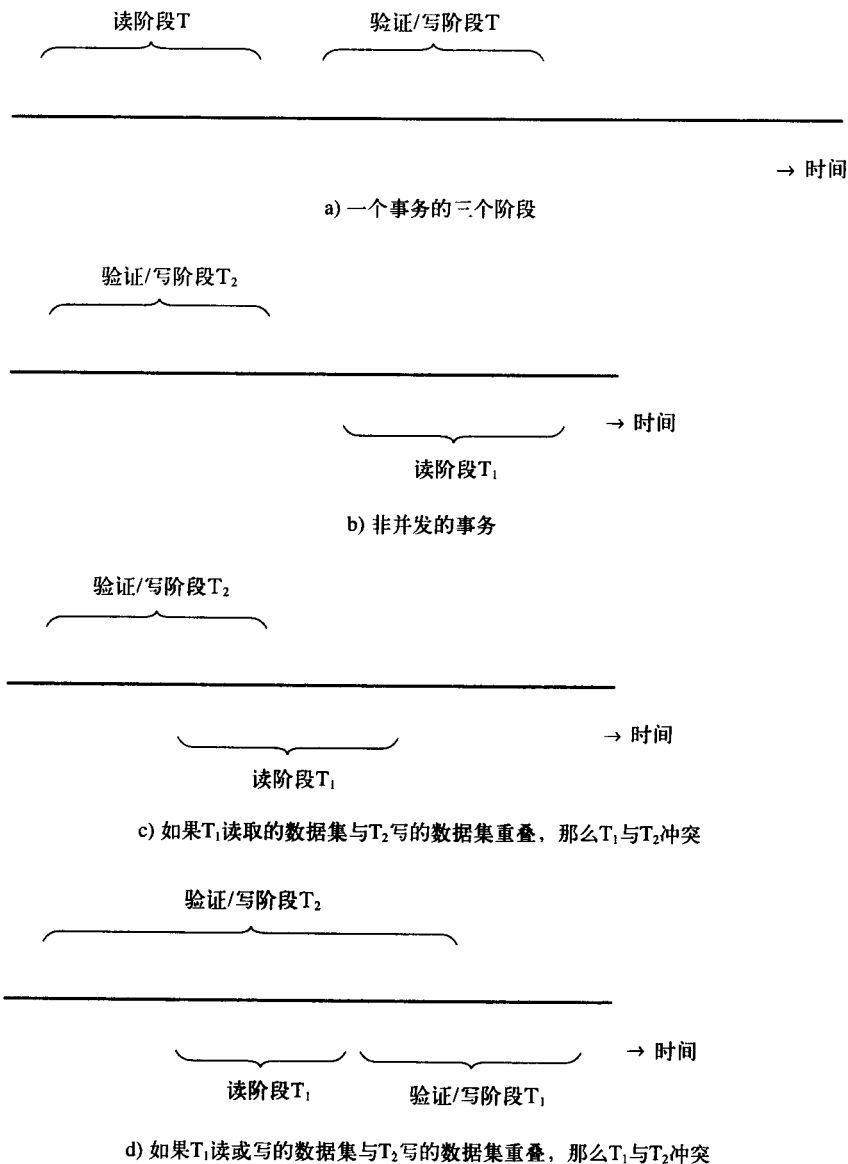 读阶段T 验证/写阶段T
→ 时间
a) 一个事务的三个阶段
验证/写阶段T₂
→ 时间
读阶段T₁
b) 非并发的事务
验证/写阶段T₂
→ 时间
读阶段T₁
c) 如果T₁读取的数据集与T₂写的数据集重叠，那么T₁与T₂冲突
验证/写阶段T₂
→ 时间
读阶段T₁ 验证/写阶段T₁
d) 如果T₁读或写的数据集与T₂写的数据集重叠，那么T₁与T₂冲突